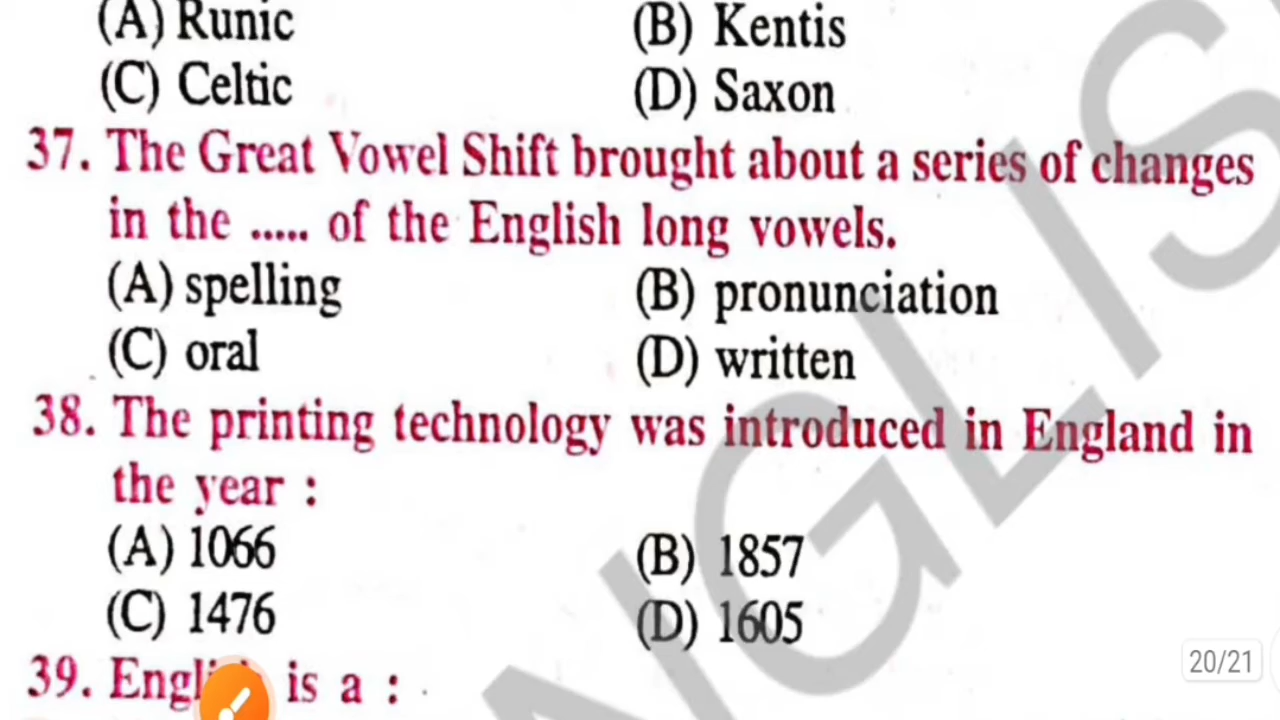 (A) Runic (B) Kentis
(C) Celtic (D) Saxon
37. The Great Vowel Shift brought about a series of changes
in the ..... of the English long vowels.
(A) spelling (B) pronunciation
(C) oral (D) written
38. The printing technology was introduced in England in
the year :
(A) 1066 (B) 1857
(C) 1476 (D) 1605
39. is a :
20/21
NGLIS